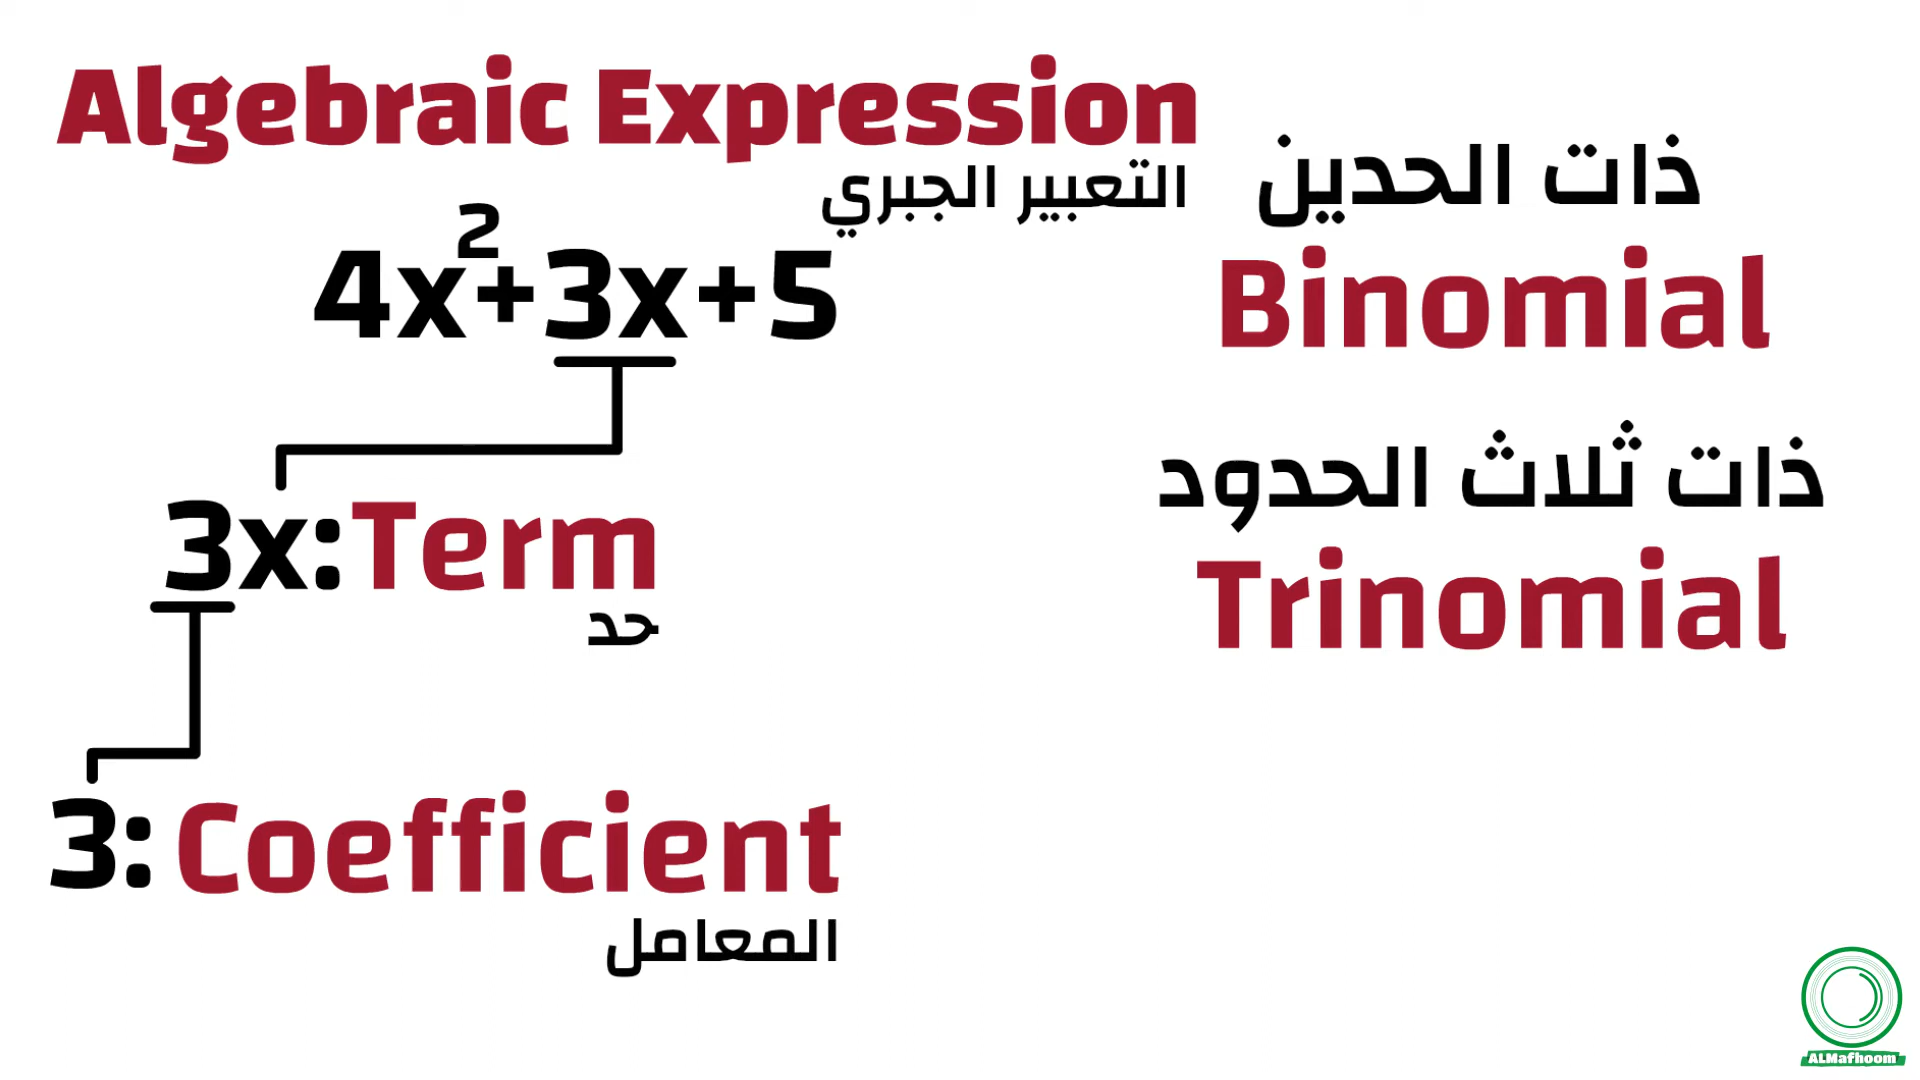 Algebraic Expression
التعبير الجبري
4x²+3x+5
3x:Term
حد
3: Coefficient
المعامل
ذات الحدين
Binomial
ذات ثلاث الحدود
Trinomial
ALMafhoom